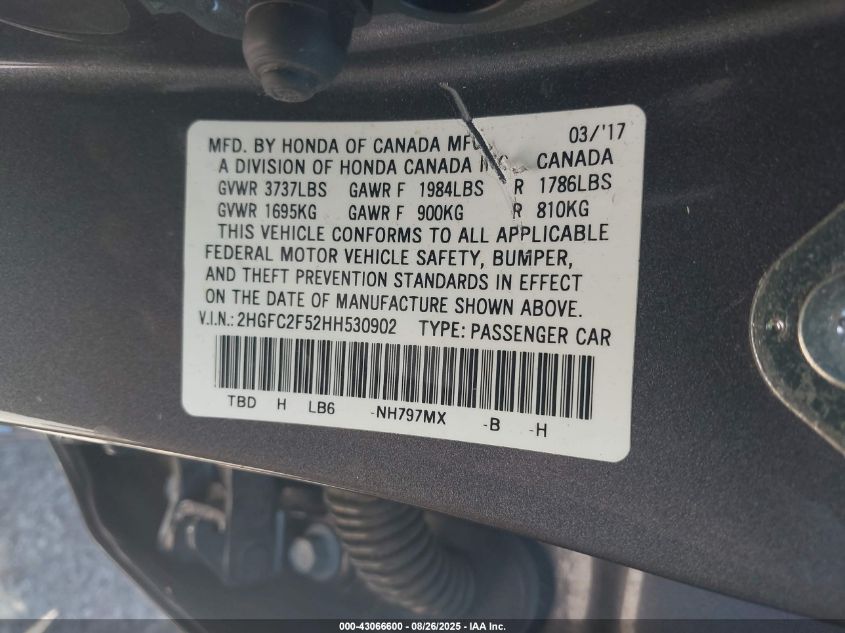 MFD. BY HONDA OF CANADA MFG. 03/'17
A DIVISION OF HONDA CANADA INC. CANADA
GVWR 3737LBS GAWR F 1984LBS R 1786LBS
GVWR 1695KG GAWR F 900KG R 810KG
THIS VEHICLE CONFORMS TO ALL APPLICABLE
FEDERAL MOTOR VEHICLE SAFETY, BUMPER,
AND THEFT PREVENTION STANDARDS IN EFFECT
ON THE DATE OF MANUFACTURE SHOWN ABOVE.
V.I.N.: 2HGFC2F52HH530902 TYPE: PASSENGER CAR
TBD H LB6 -NH797MX -B -H
000-43066600 - 08/26/2025 - IAA Inc.